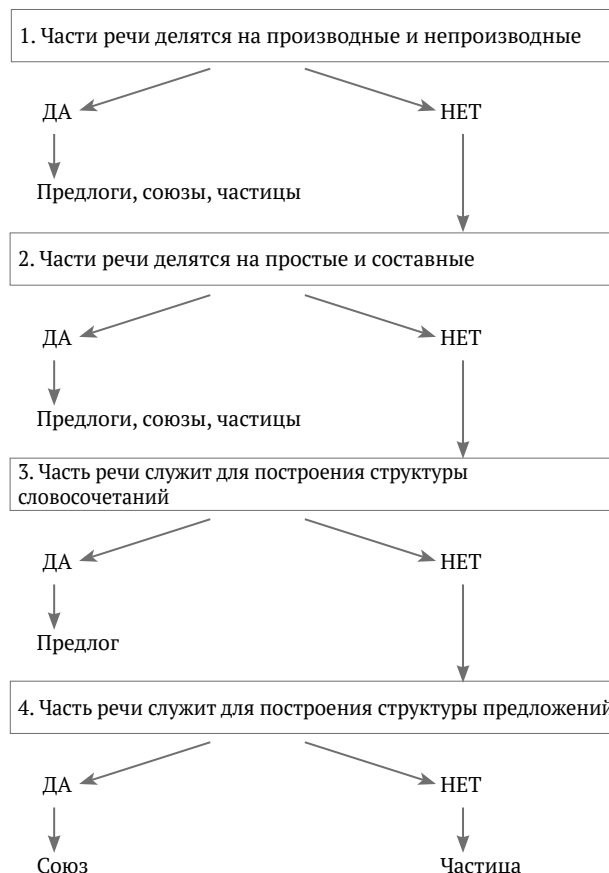 1. Части речи делятся на производные и непроизводные
ДА НЕТ
Предлоги, союзы, частицы
2. Части речи делятся на простые и составные
ДА НЕТ
Предлоги, союзы, частицы
3. Часть речи служит для построения структуры
словосочетаний
ДА НЕТ
Предлог
4. Часть речи служит для построения структуры предложений
ДА НЕТ
Союз Частица